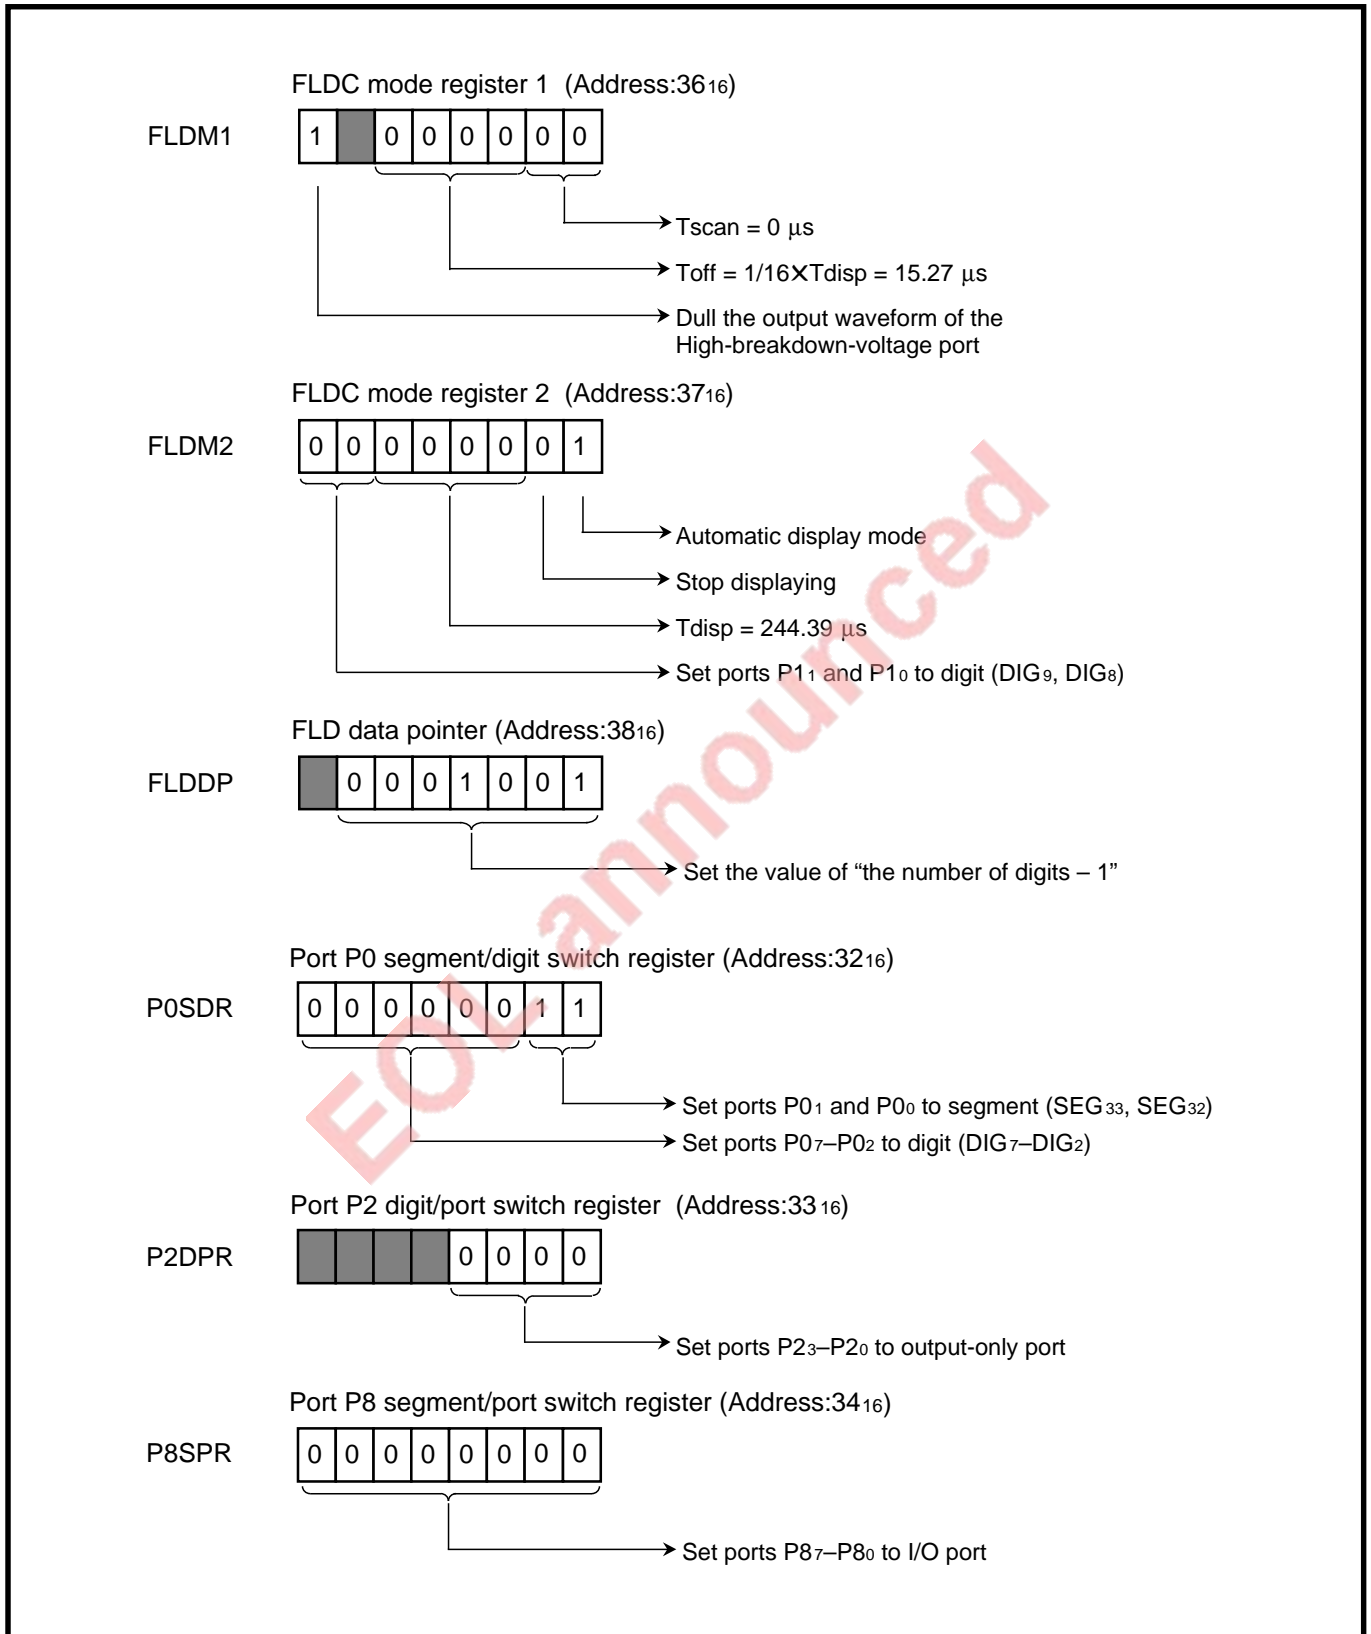 FLDC mode register 1 (Address:3616)
FLDM1
1 0 0 0 0 0 0
Tscan = 0 μs
Toff = 1/16×Tdisp = 15.27 μs
Dull the output waveform of the
High-breakdown-voltage port
FLDC mode register 2 (Address:3716)
FLDM2
0 0 0 0 0 0 0 1
Automatic display mode
Stop displaying
Tdisp = 244.39 μs
Set ports P11 and P10 to digit (DIG9, DIG8)
FLD data pointer (Address:3816)
FLDDP
0 0 0 1 0 0 1
Set the value of “the number of digits – 1”
Port P0 segment/digit switch register (Address:3216)
P0SDR
0 0 0 0 0 0 1 1
Set ports P01 and P00 to segment (SEG33, SEG32)
Set ports P07–P02 to digit (DIG7–DIG2)
Port P2 digit/port switch register (Address:3316)
P2DPR
0 0 0 0
Set ports P23–P20 to output-only port
Port P8 segment/port switch register (Address:3416)
P8SPR
0 0 0 0 0 0 0 0
Set ports P87–P80 to I/O port
EOL announced